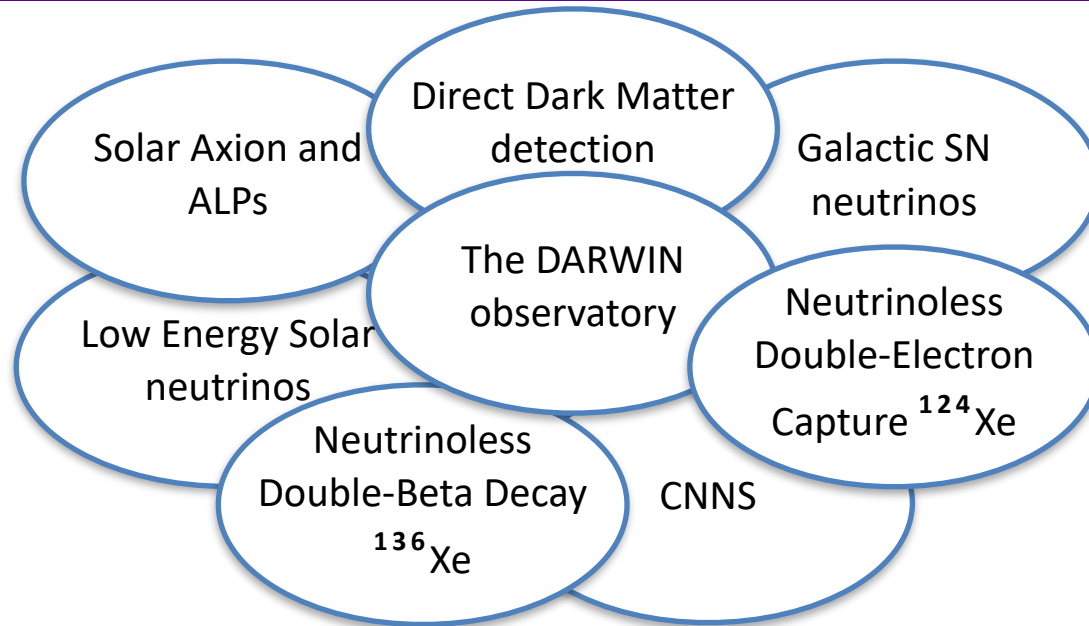 Direct Dark Matter
detection
Solar Axion and
ALPs
Galactic SN
neutrinos
The DARWIN
observatory
Low Energy Solar
neutrinos
Neutrinoless
Double-Electron
Capture ¹²⁴Xe
Neutrinoless
Double-Beta Decay
¹³⁶Xe
CNNS